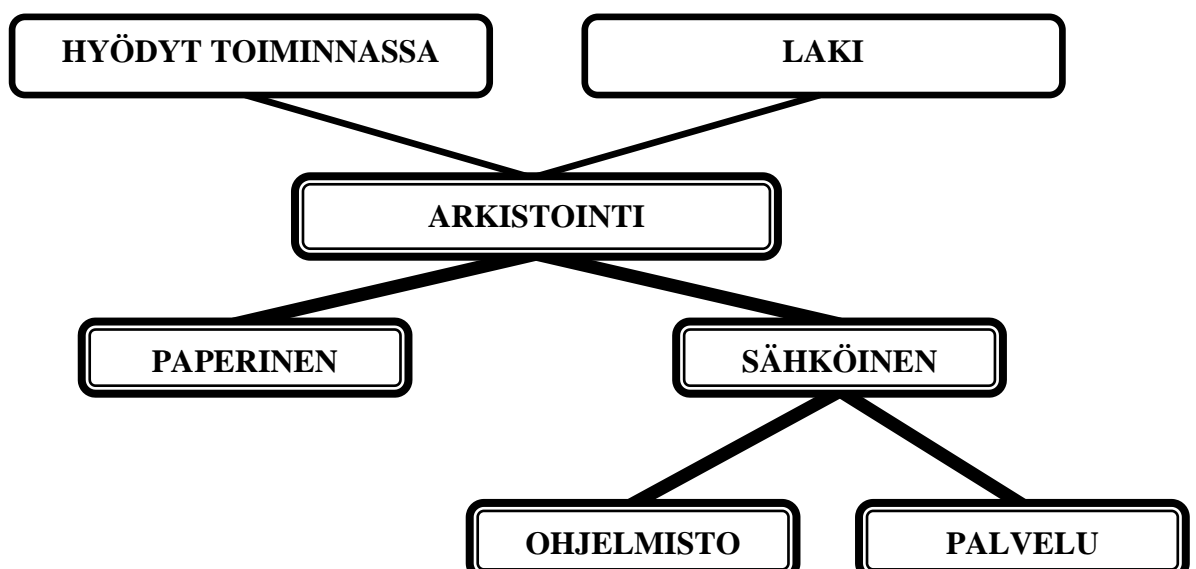 HYÖDYT TOIMINNASSA
LAKI
ARKISTOINTI
PAPERINEN
SÄHKÖINEN
OHJELMISTO
PALVELU